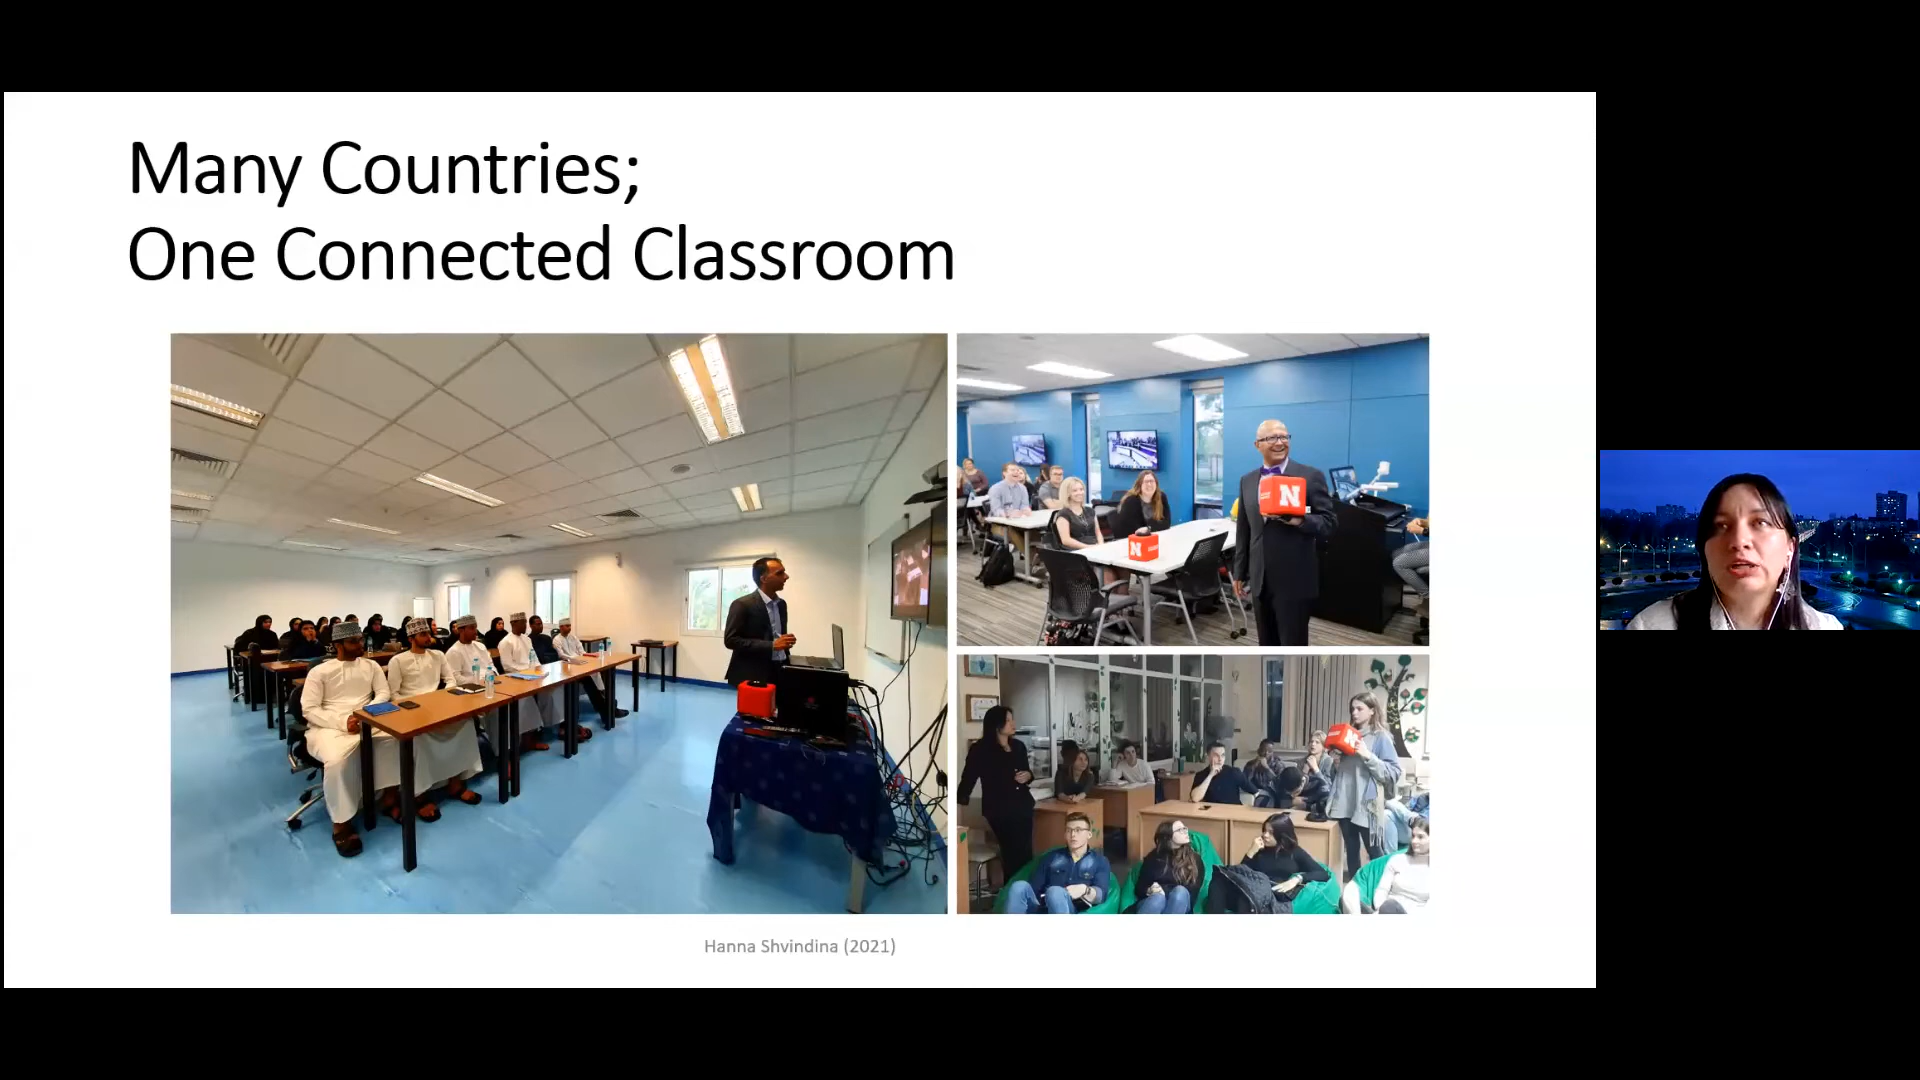 Many Countries;
One Connected Classroom
N
N
N
Hanna Shvindina (2021)